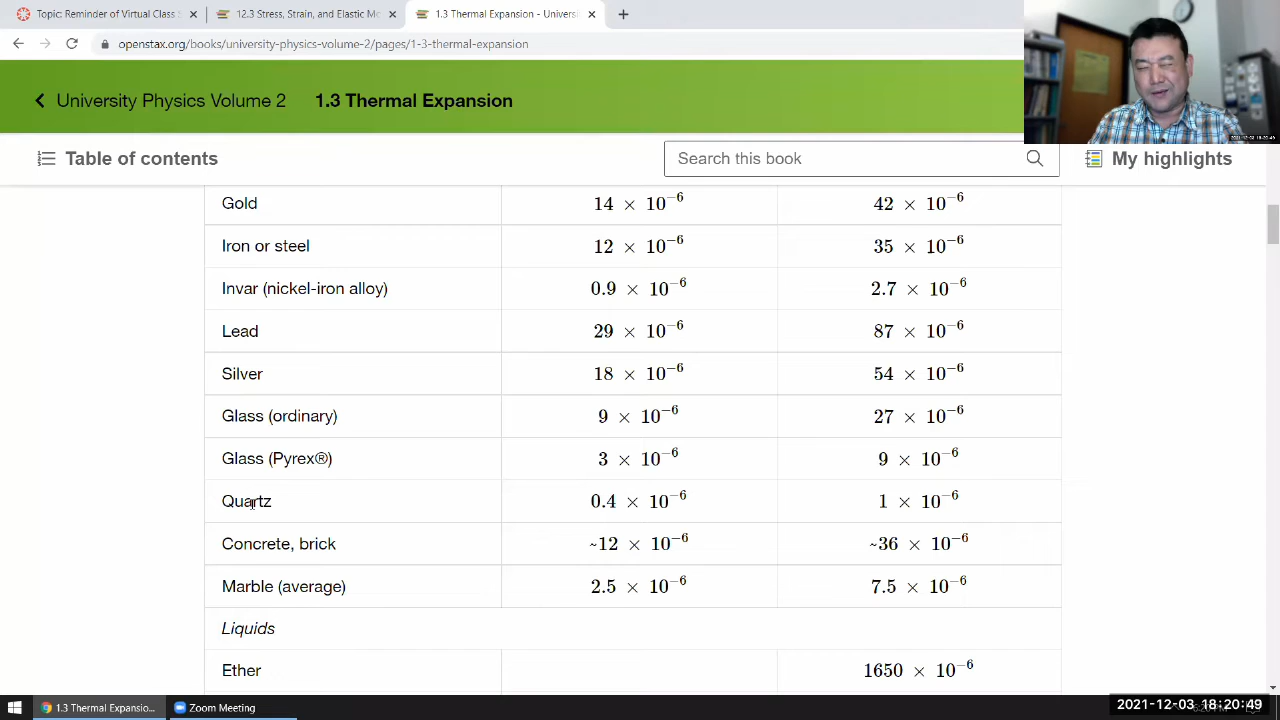 Topic: Reminder of Virtual Class S
12.3 Stress, Strain, and Elastic Mo
1.3 Thermal Expansion - Universi
openstax.org/books/university-physics-volume-2/pages/1-3-thermal-expansion
University Physics Volume 2 1.3 Thermal Expansion
Table of contents
Search this book
My highlights
Gold 14 × 10⁻⁶ 42 × 10⁻⁶
Iron or steel 12 × 10⁻⁶ 35 × 10⁻⁶
Invar (nickel-iron alloy) 0.9 × 10⁻⁶ 2.7 × 10⁻⁶
Lead 29 × 10⁻⁶ 87 × 10⁻⁶
Silver 18 × 10⁻⁶ 54 × 10⁻⁶
Glass (ordinary) 9 × 10⁻⁶ 27 × 10⁻⁶
Glass (Pyrex®) 3 × 10⁻⁶ 9 × 10⁻⁶
Quartz 0.4 × 10⁻⁶ 1 × 10⁻⁶
Concrete, brick ~12 × 10⁻⁶ ~36 × 10⁻⁶
Marble (average) 2.5 × 10⁻⁶ 7.5 × 10⁻⁶
Liquids
Ether 1650 × 10⁻⁶
1.3 Thermal Expansio...
Zoom Meeting
2021-12-03 18:20:49